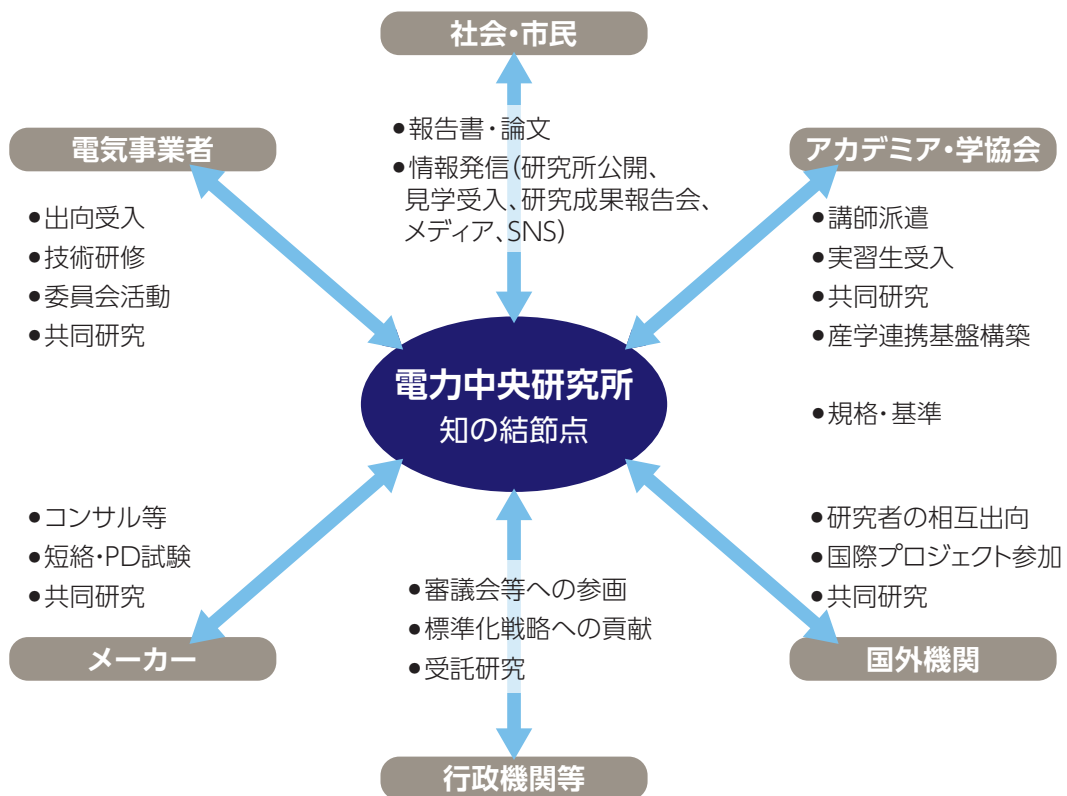 社会・市民
●報告書・論文
●情報発信(研究所公開、
見学受入、研究成果報告会、
メディア、SNS)
電気事業者
●出向受入
●技術研修
●委員会活動
●共同研究
アカデミア・学協会
●講師派遣
●実習生受入
●共同研究
●産学連携基盤構築
●規格・基準
電力中央研究所
知の結節点
●コンサル等
●短絡・PD試験
●共同研究
メーカー
●審議会等への参画
●標準化戦略への貢献
●受託研究
行政機関等
●研究者の相互出向
●国際プロジェクト参加
●共同研究
国外機関